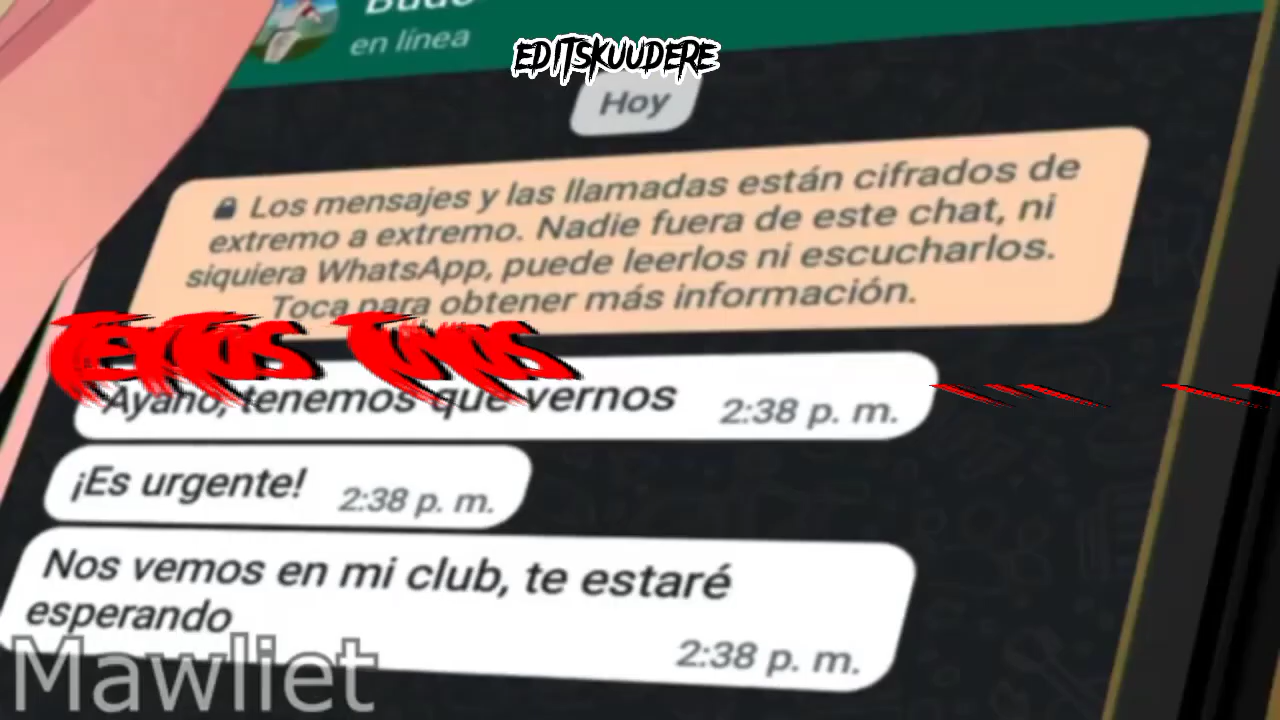 en línea
EDITSKUUDERE
Hoy
Los mensajes y las llamadas están cifrados de
extremo a extremo. Nadie fuera de este chat, ni
siquiera WhatsApp, puede leerlos ni escucharlos.
Toca para obtener más información.
Ayano, tenemos que vernos 2:38 p. m.
¡Es urgente! 2:38 p. m.
Nos vemos en mi club, te estaré
esperando
2:38 p. m.
Mawliet